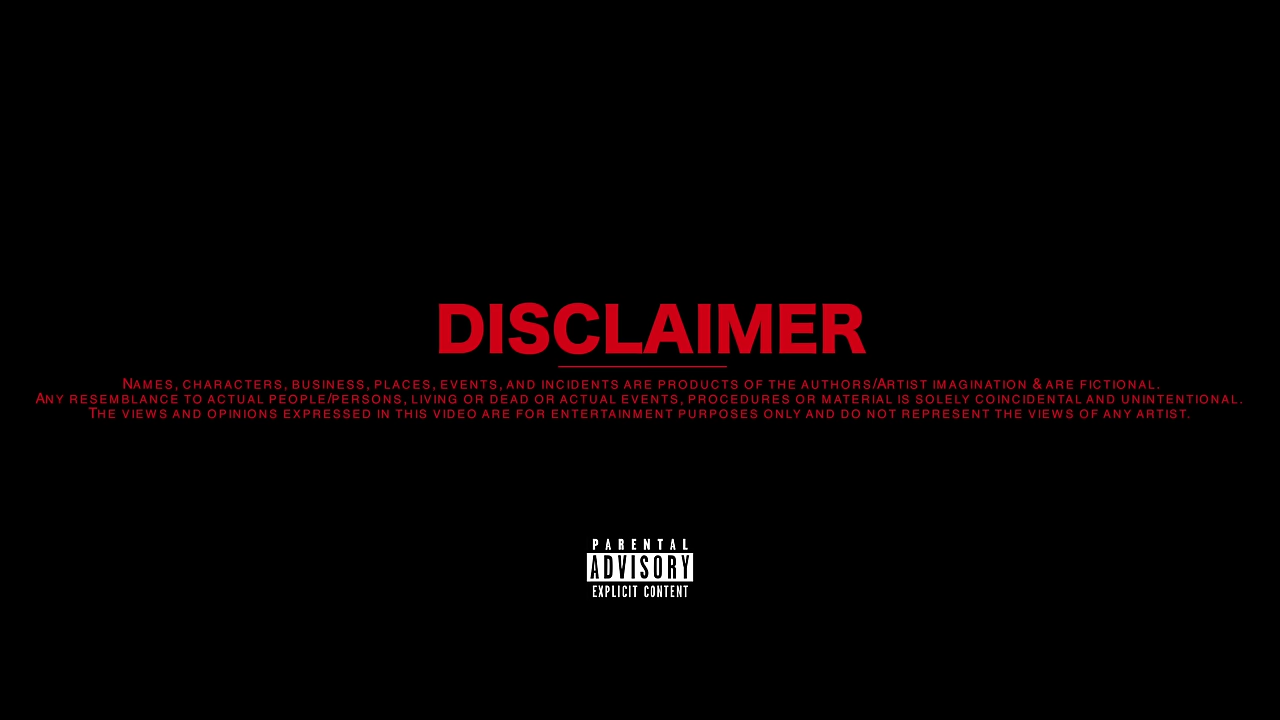 DISCLAIMER
NAMES, CHARACTERS, BUSINESS, PLACES, EVENTS, AND INCIDENTS ARE PRODUCTS OF THE AUTHORS/ARTIST IMAGINATION & ARE FICTIONAL.
ANY RESEMBLANCE TO ACTUAL PEOPLE/PERSONS, LIVING OR DEAD OR ACTUAL EVENTS, PROCEDURES OR MATERIAL IS SOLELY COINCIDENTAL AND UNINTENTIONAL.
THE VIEWS AND OPINIONS EXPRESSED IN THIS VIDEO ARE FOR ENTERTAINMENT PURPOSES ONLY AND DO NOT REPRESENT THE VIEWS OF ANY ARTIST.
PARENTAL
ADVISORY
EXPLICIT CONTENT